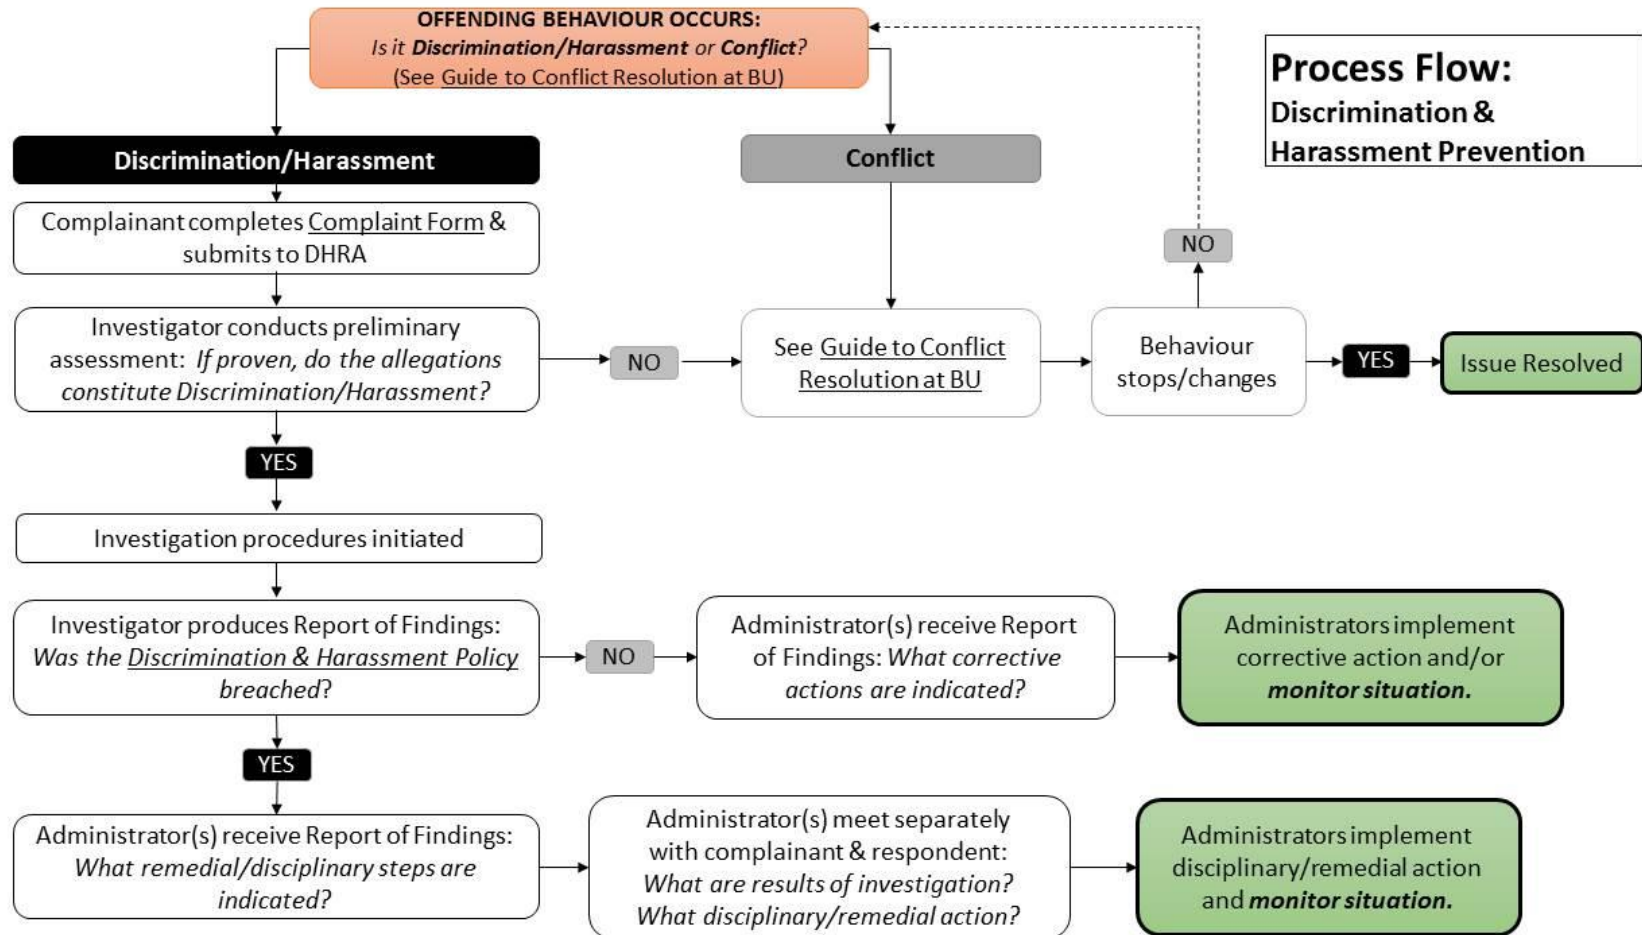 OFFENDING BEHAVIOUR OCCURS:
Is it Discrimination/Harassment or Conflict?
(See Guide to Conflict Resolution at BU)
Process Flow:
Discrimination &
Harassment Prevention
Discrimination/Harassment
Conflict
Complainant completes Complaint Form &
submits to DHRA
NO
Investigator conducts preliminary
assessment: If proven, do the allegations
constitute Discrimination/Harassment?
NO
See Guide to Conflict
Resolution at BU
Behaviour
stops/changes
YES
Issue Resolved
YES
Investigation procedures initiated
Investigator produces Report of Findings:
Was the Discrimination & Harassment Policy
breached?
NO
Administrator(s) receive Report
of Findings: What corrective
actions are indicated?
Administrators implement
corrective action and/or
monitor situation.
YES
Administrator(s) receive Report of Findings:
What remedial/disciplinary steps are
indicated?
Administrator(s) meet separately
with complainant & respondent:
What are results of investigation?
What disciplinary/remedial action?
Administrators implement
disciplinary/remedial action
and monitor situation.